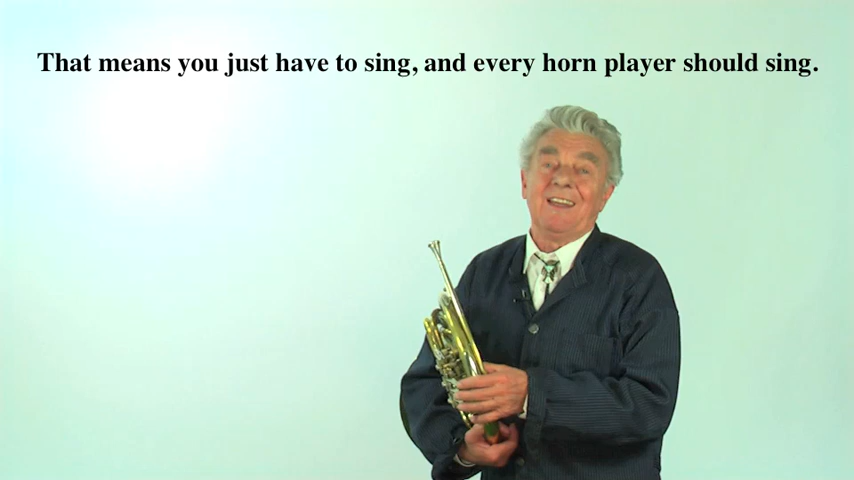 That means you just have to sing, and every horn player should sing.